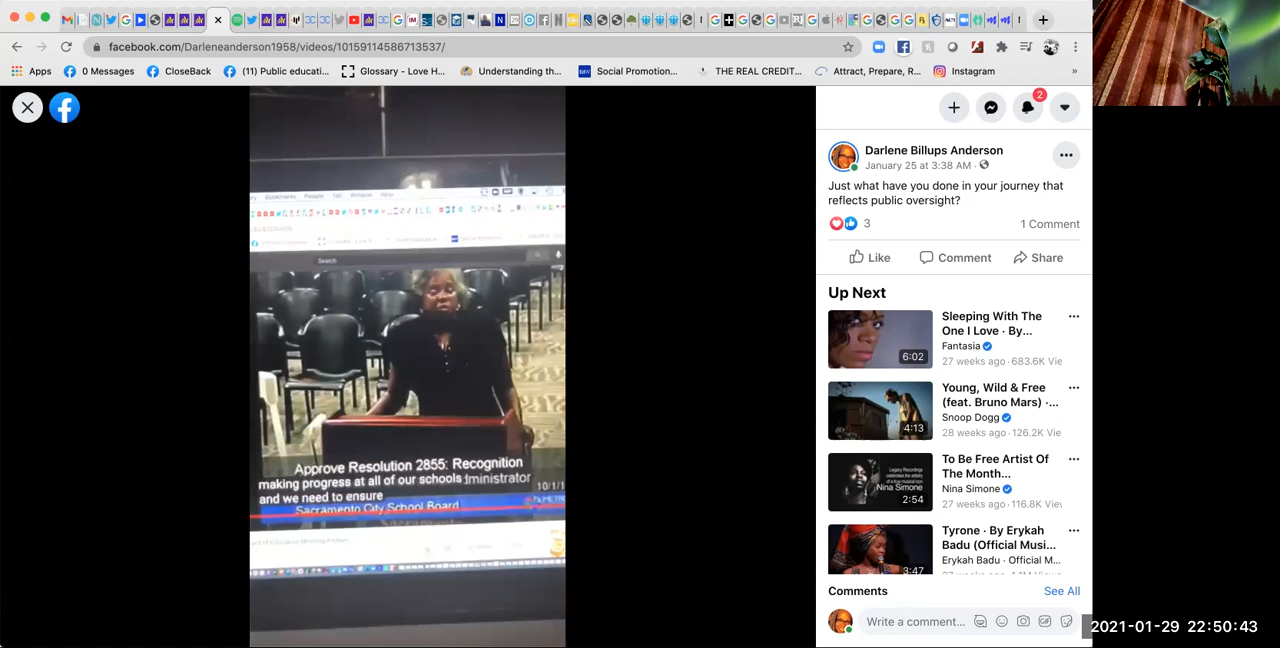 facebook.com/Darleneanderson1958/videos/10159114586713537/
Apps
0 Messages
CloseBack
(11) Public educati...
Glossary - Love H...
Understanding th...
Social Promotion...
THE REAL CREDIT...
Attract, Prepare, R...
Instagram
»
2
Darlene Billups Anderson
January 25 at 3:38 AM ·
Just what have you done in your journey that
reflects public oversight?
3
1 Comment
Like
Comment
Share
Up Next
Sleeping With The
One I Love · By...
Fantasia
27 weeks ago · 683.6K Vie
6:02
Young, Wild & Free
(feat. Bruno Mars) ·...
Snoop Dogg
28 weeks ago · 126.2K Vie
4:13
To Be Free Artist Of
The Month...
Nina Simone
27 weeks ago · 116.8K Vie
Nina Simone
2:54
Tyrone · By Erykah
Badu (Official Musi...
Erykah Badu · Official M...
3:47
Comments
See All
Write a comment...
Window Help
Search
Approve Resolution 2855: Recognition
making progress at all of our schools
and we need to ensure
10/1/1
Sacramento City School Board
2021-01-29 22:50:43